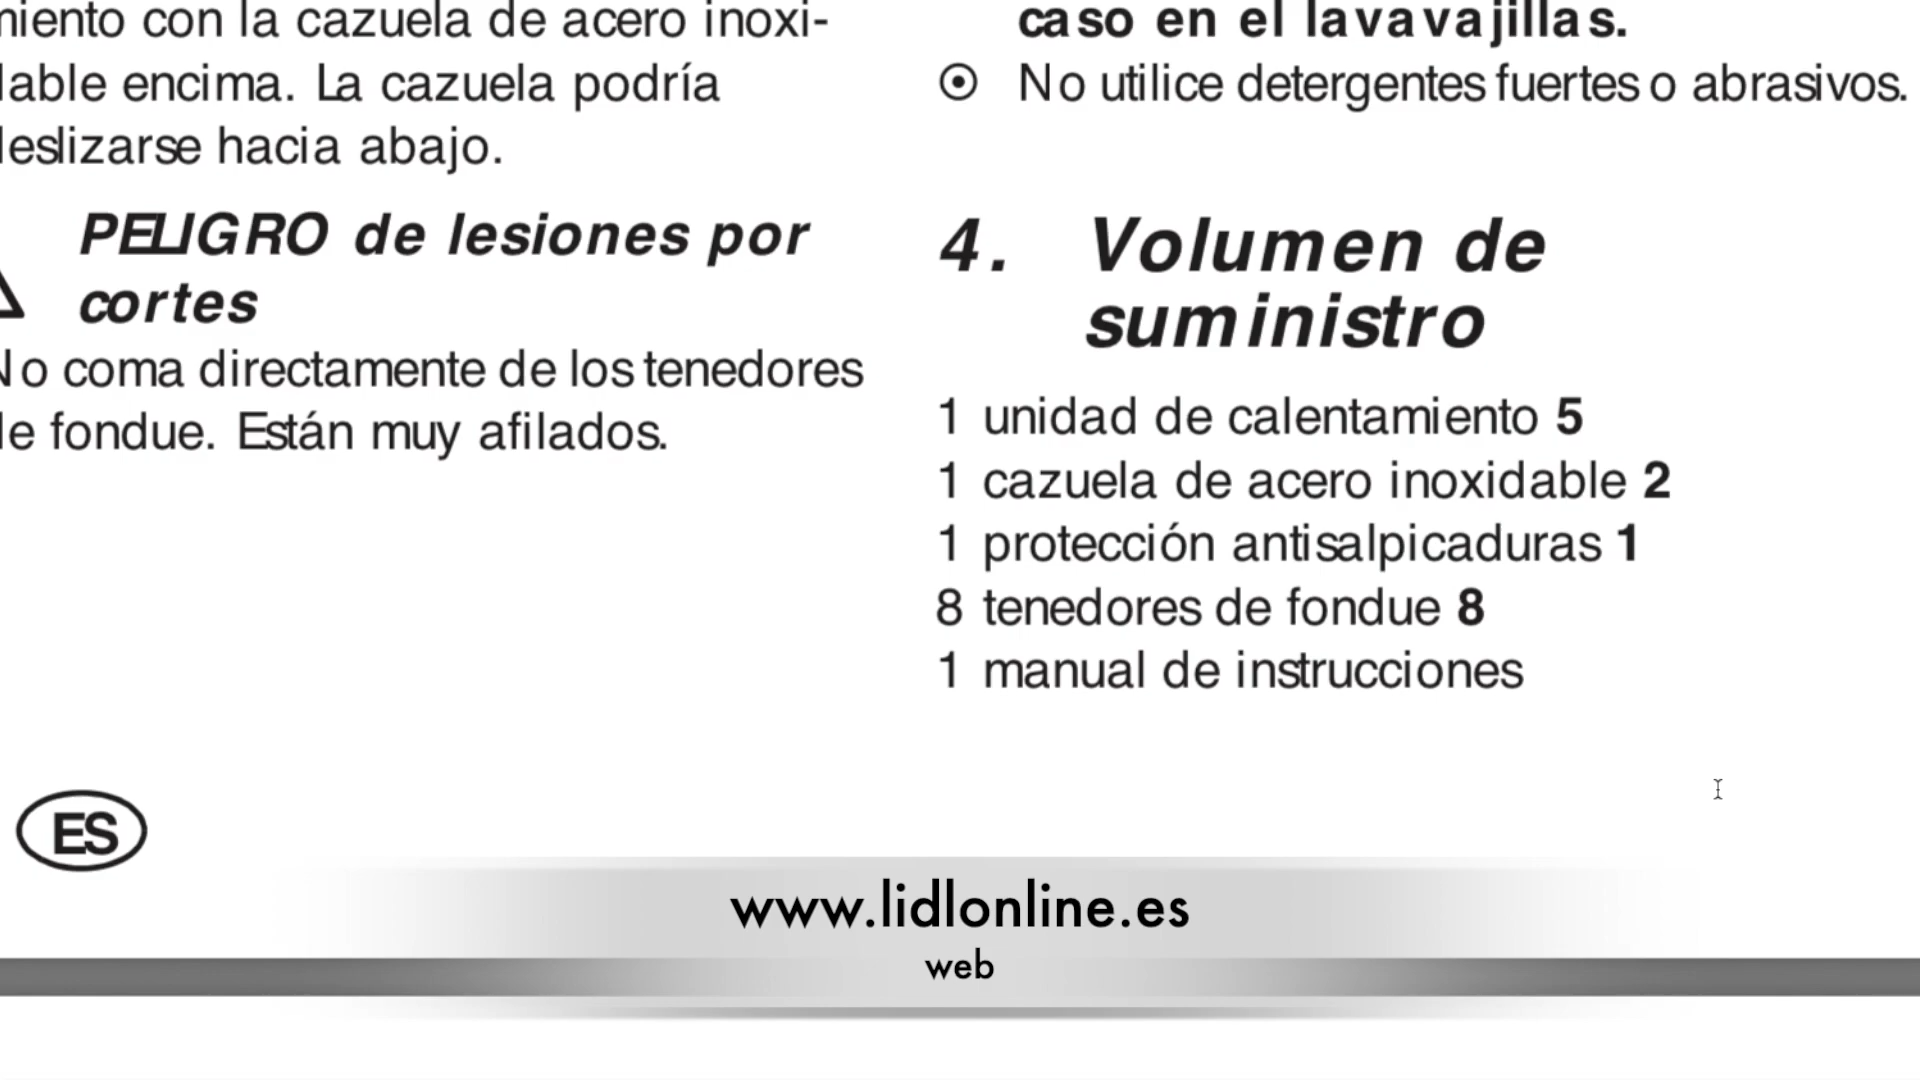 miento con la cazuela de acero inoxi-
dable encima. La cazuela podría
deslizarse hacia abajo.
PELIGRO de lesiones por
cortes
No coma directamente de los tenedores
de fondue. Están muy afilados.
caso en el lavavajillas.
No utilice detergentes fuertes o abrasivos.
4. Volumen de
suministro
1 unidad de calentamiento 5
1 cazuela de acero inoxidable 2
1 protección antisalpicaduras 1
8 tenedores de fondue 8
1 manual de instrucciones
ES
www.lidlonline.es
web